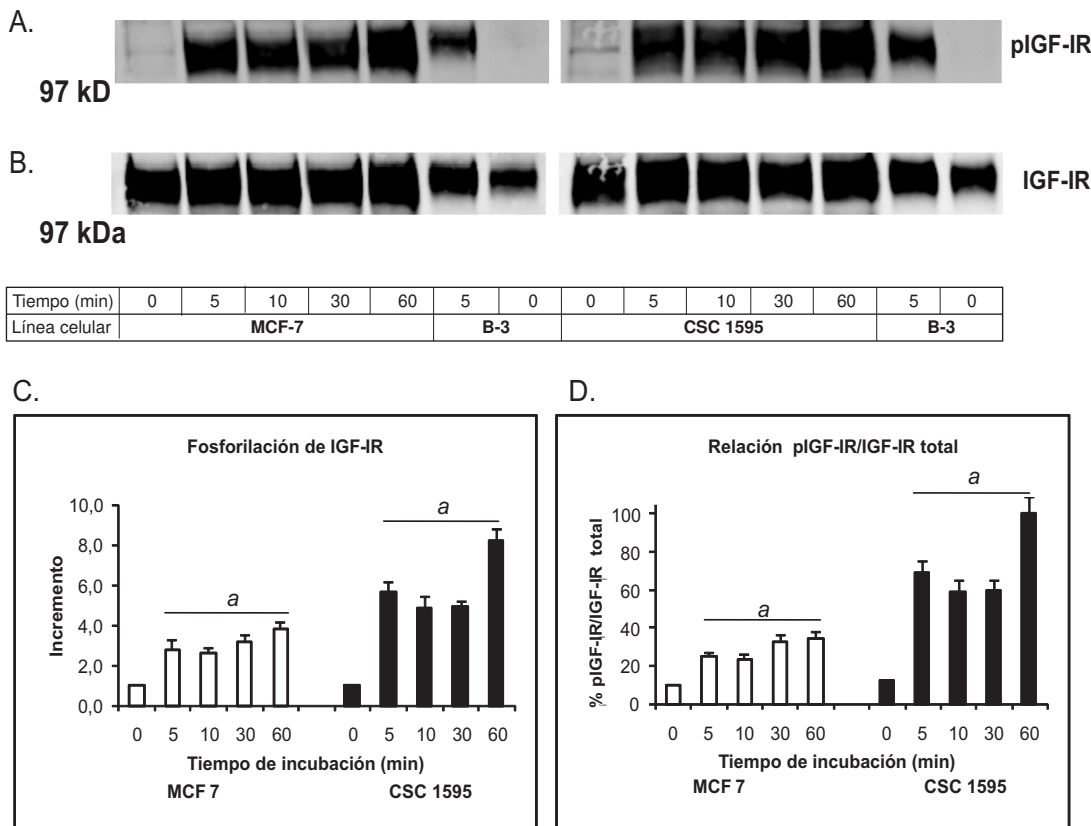 A.
pIGF-IR
97 kD
B.
IGF-IR
97 kDa
Tiempo (min) 0 5 10 30 60 5 0 0 5 10 30 60 5 0
Línea celular MCF-7 B-3 CSC 1595 B-3
C.
Fosforilación de IGF-IR
Incremento
10,0
8,0
6,0
4,0
2,0
0,0
a
a
0 5 10 30 60 0 5 10 30 60
Tiempo de incubación (min)
MCF 7 CSC 1595
D.
Relación pIGF-IR/IGF-IR total
% pIGF-IR/IGF-IR total
100
80
60
40
20
0
a
a
0 5 10 30 60 0 5 10 30 60
Tiempo de incubación (min)
MCF 7 CSC 1595